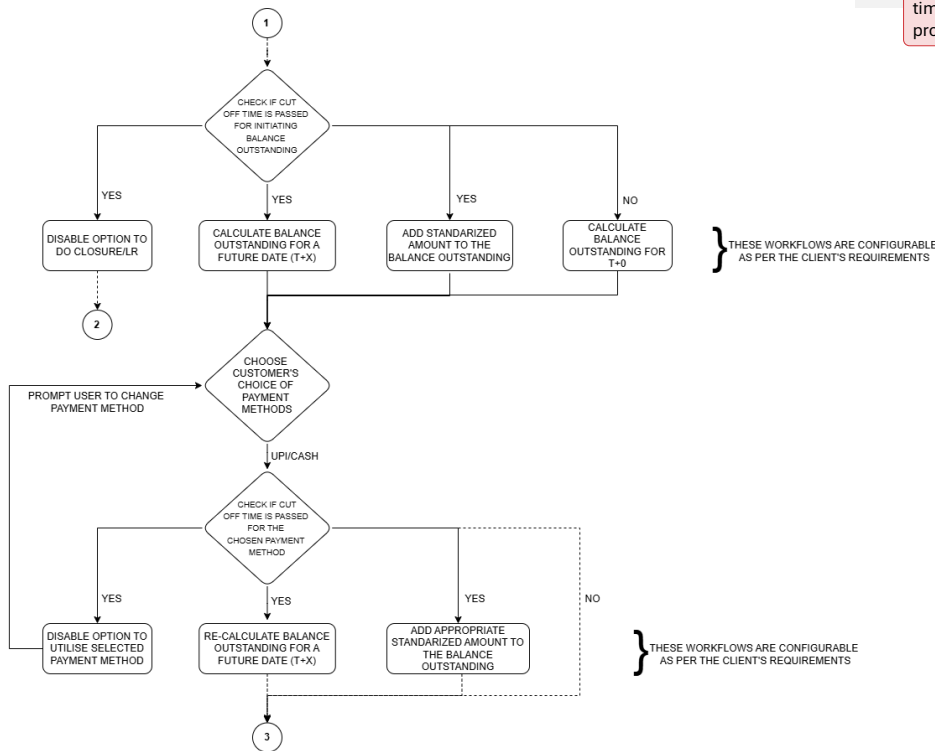 tim
pro
1
CHECK IF CUT
OFF TIME IS PASSED
FOR INITIATING
BALANCE
OUTSTANDING
YES
YES
YES
NO
DISABLE OPTION TO
DO CLOSURE/LR
CALCULATE BALANCE
OUTSTANDING FOR A
FUTURE DATE (T+X)
ADD STANDARIZED
AMOUNT TO THE
BALANCE OUTSTANDING
CALCULATE
BALANCE
OUTSTANDING FOR
T+0
} THESE WORKFLOWS ARE CONFIGURABLE
AS PER THE CLIENT'S REQUIREMENTS
2
CHOOSE
CUSTOMER'S
CHOICE OF
PAYMENT
METHODS
PROMPT USER TO CHANGE
PAYMENT METHOD
UPI/CASH
CHECK IF CUT
OFF TIME IS PASSED
FOR THE
CHOSEN PAYMENT
METHOD
YES
YES
YES
NO
DISABLE OPTION TO
UTILISE SELECTED
PAYMENT METHOD
RE-CALCULATE BALANCE
OUTSTANDING FOR A
FUTURE DATE (T+X)
ADD APPROPRIATE
STANDARIZED AMOUNT TO
THE BALANCE
OUTSTANDING
} THESE WORKFLOWS ARE CONFIGURABLE
AS PER THE CLIENT'S REQUIREMENTS
3